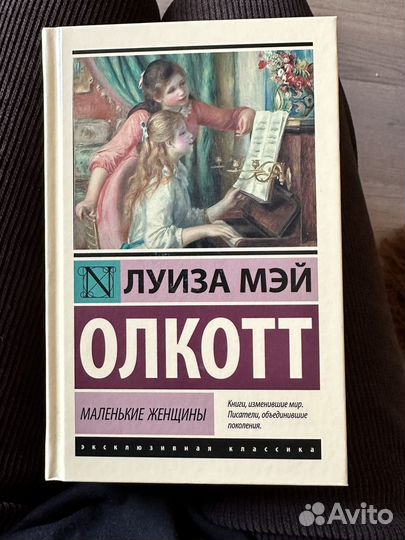 N
ЛУИЗА МЭЙ
ОЛКОТТ
МАЛЕНЬКИЕ ЖЕНЩИНЫ
Книги, изменившие мир.
Писатели, объединившие
поколения.
эксклюзивная классика
Avito